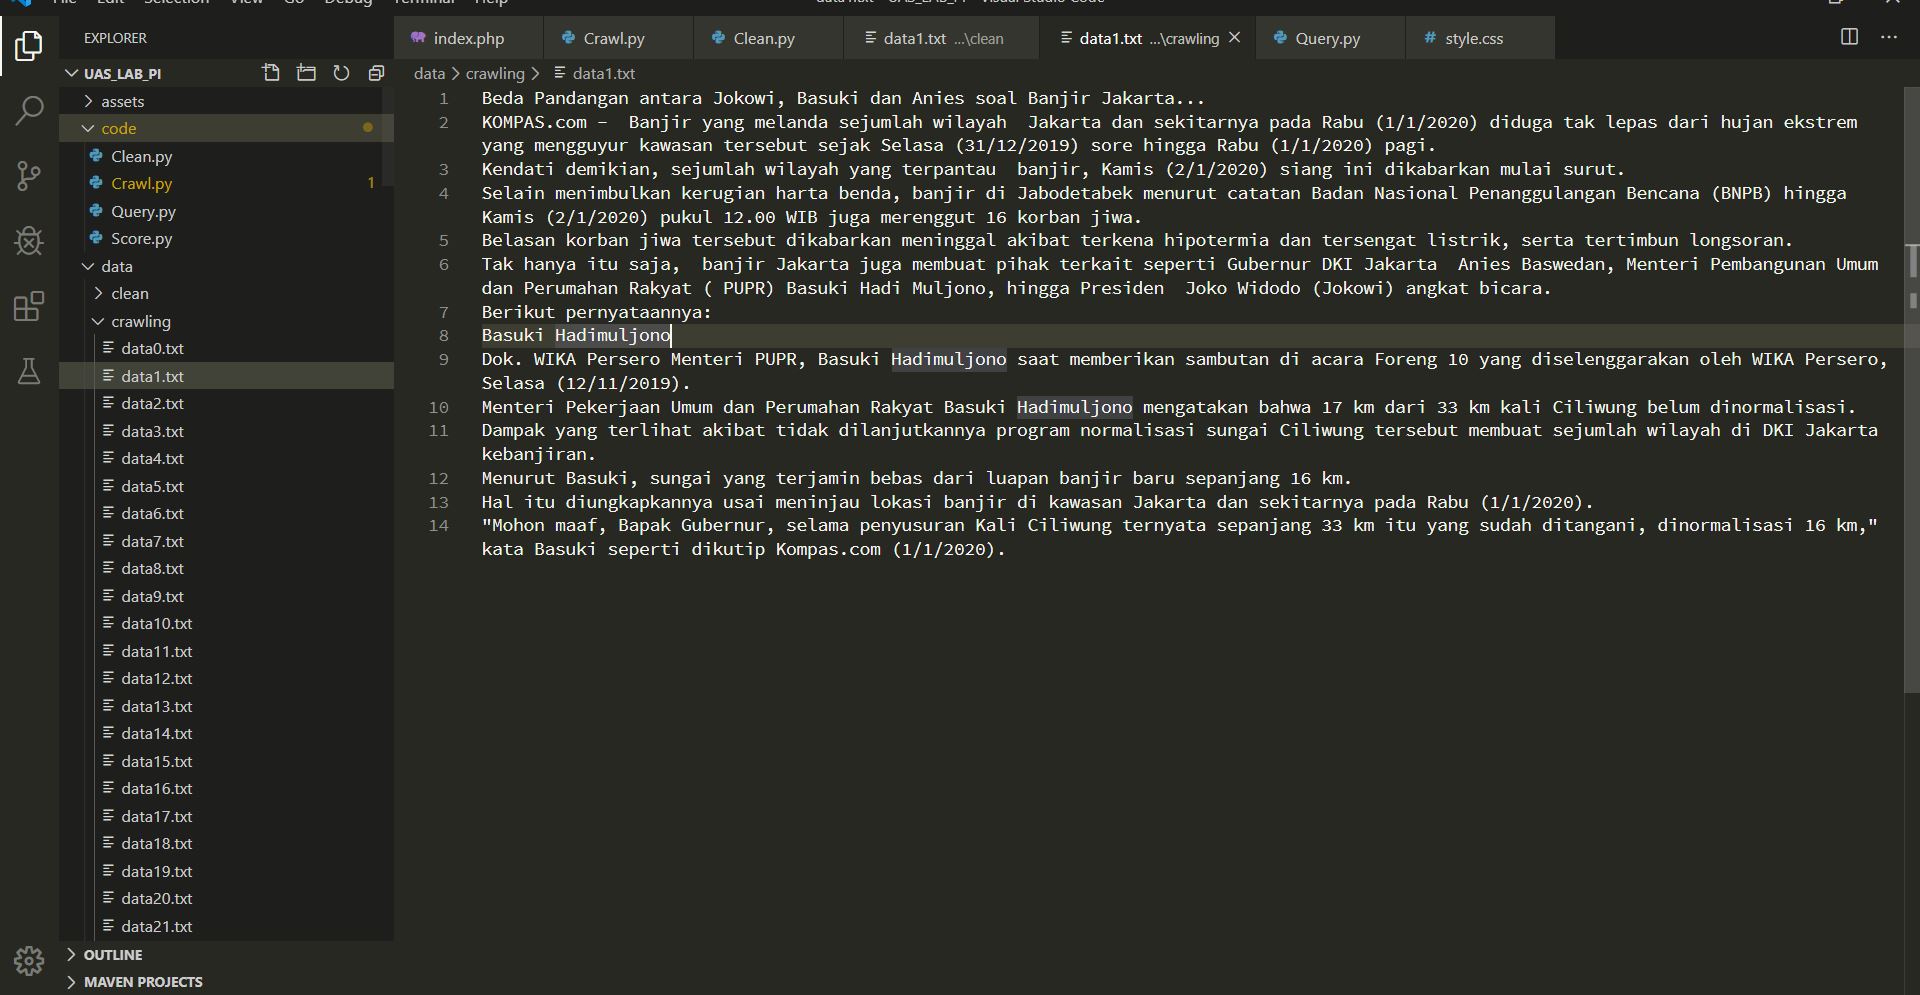 File Edit Selection View Go Debug Terminal Help
data1.txt - UAS_LAB_PI - Visual Studio Code
EXPLORER
index.php
Crawl.py
Clean.py
data1.txt ...\clean
data1.txt ...\crawling
Query.py
style.css
UAS_LAB_PI
assets
code
Clean.py
Crawl.py 1
Query.py
Score.py
data
clean
crawling
data0.txt
data1.txt
data2.txt
data3.txt
data4.txt
data5.txt
data6.txt
data7.txt
data8.txt
data9.txt
data10.txt
data11.txt
data12.txt
data13.txt
data14.txt
data15.txt
data16.txt
data17.txt
data18.txt
data19.txt
data20.txt
data21.txt
OUTLINE
MAVEN PROJECTS
data > crawling > data1.txt
1 Beda Pandangan antara Jokowi, Basuki dan Anies soal Banjir Jakarta...
2 KOMPAS.com –  Banjir yang melanda sejumlah wilayah  Jakarta dan sekitarnya pada Rabu (1/1/2020) diduga tak lepas dari hujan ekstrem
yang mengguyur kawasan tersebut sejak Selasa (31/12/2019) sore hingga Rabu (1/1/2020) pagi.
3 Kendati demikian, sejumlah wilayah yang terpantau  banjir, Kamis (2/1/2020) siang ini dikabarkan mulai surut.
4 Selain menimbulkan kerugian harta benda, banjir di Jabodetabek menurut catatan Badan Nasional Penanggulangan Bencana (BNPB) hingga
Kamis (2/1/2020) pukul 12.00 WIB juga merenggut 16 korban jiwa.
5 Belasan korban jiwa tersebut dikabarkan meninggal akibat terkena hipotermia dan tersengat listrik, serta tertimbun longsoran.
6 Tak hanya itu saja,  banjir Jakarta juga membuat pihak terkait seperti Gubernur DKI Jakarta  Anies Baswedan, Menteri Pembangunan Umum
dan Perumahan Rakyat ( PUPR) Basuki Hadi Muljono, hingga Presiden  Joko Widodo (Jokowi) angkat bicara.
7 Berikut pernyataannya:
8 Basuki Hadimuljono
9 Dok. WIKA Persero Menteri PUPR, Basuki Hadimuljono saat memberikan sambutan di acara Foreng 10 yang diselenggarakan oleh WIKA Persero,
Selasa (12/11/2019).
10 Menteri Pekerjaan Umum dan Perumahan Rakyat Basuki Hadimuljono mengatakan bahwa 17 km dari 33 km kali Ciliwung belum dinormalisasi.
11 Dampak yang terlihat akibat tidak dilanjutkannya program normalisasi sungai Ciliwung tersebut membuat sejumlah wilayah di DKI Jakarta
kebanjiran.
12 Menurut Basuki, sungai yang terjamin bebas dari luapan banjir baru sepanjang 16 km.
13 Hal itu diungkapkannya usai meninjau lokasi banjir di kawasan Jakarta dan sekitarnya pada Rabu (1/1/2020).
14 "Mohon maaf, Bapak Gubernur, selama penyusuran Kali Ciliwung ternyata sepanjang 33 km itu yang sudah ditangani, dinormalisasi 16 km,"
kata Basuki seperti dikutip Kompas.com (1/1/2020).